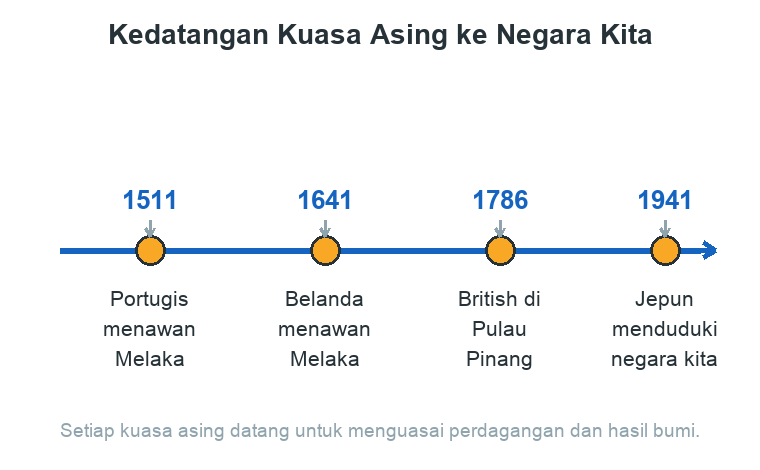 Kedatangan Kuasa Asing ke Negara Kita
1511
1641
1786
1941
Portugis
menawan
Melaka
Belanda
menawan
Melaka
British di
Pulau
Pinang
Jepun
menduduki
negara kita
Setiap kuasa asing datang untuk menguasai perdagangan dan hasil bumi.